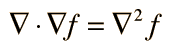 ∇ · ∇f = ∇² f